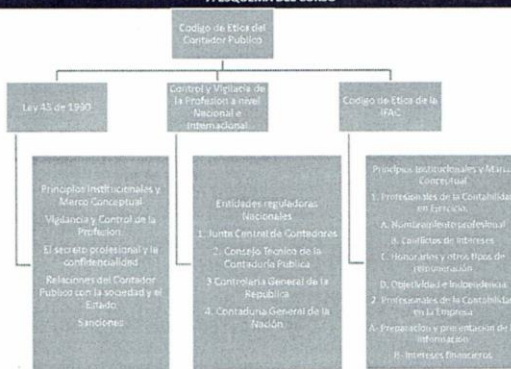 Codigo de Etica del
Contador Publico
Ley 43 de 1990
Control y Vigilacia de
la Profesion a nivel
Nacional e
Internacional
Codigo de Etica de la
IFAC
Principios Institucionales y
Marco Conceptual
Vigilancia y Control de la
Profesion.
El secreto profesional y la
confidencialidad
Relaciones del Contador
Publico con la sociedad y el
Estado
Sanciones
Entidades reguladoras
Nacionales
1. Junta Central de Contadores
2. Consejo Tecnico de la
Contaduria Publica
3 Contraloria General de la
Republica
4. Contaduria General de la
Nación.
Principios Institucionales y Marco
Conceptual
1. Profesionales de la Contabilidad
en Ejercicio.
A. Nombramiento profesional
B. Conflictos de Intereses
C. Honorarios y otros tipos de
remuneración
D. Objetividad e Independencia
2. Profesionales de la Contabilidad
en la Empresa
A- Preparacion y presentacion de la
información
B- Intereses financieros